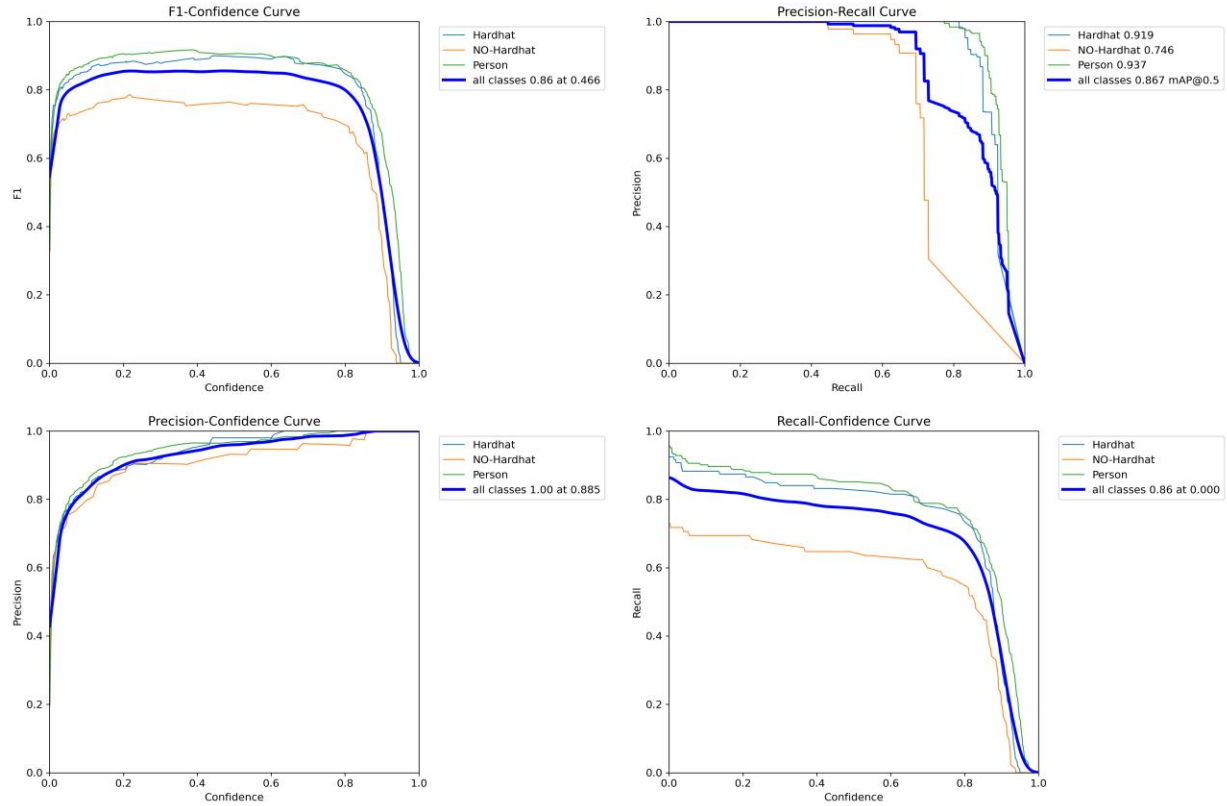 F1-Confidence Curve
1.0
0.8
0.6
0.4
0.2
0.0
F1
0.0 0.2 0.4 0.6 0.8 1.0
Confidence
Hardhat
NO-Hardhat
Person
all classes 0.86 at 0.466
Precision-Recall Curve
1.0
0.8
0.6
0.4
0.2
0.0
Precision
0.0 0.2 0.4 0.6 0.8 1.0
Recall
Hardhat 0.919
NO-Hardhat 0.746
Person 0.937
all classes 0.867 mAP@0.5
Precision-Confidence Curve
1.0
0.8
0.6
0.4
0.2
0.0
Precision
0.0 0.2 0.4 0.6 0.8 1.0
Confidence
Hardhat
NO-Hardhat
Person
all classes 1.00 at 0.885
Recall-Confidence Curve
1.0
0.8
0.6
0.4
0.2
0.0
Recall
0.0 0.2 0.4 0.6 0.8 1.0
Confidence
Hardhat
NO-Hardhat
Person
all classes 0.86 at 0.000